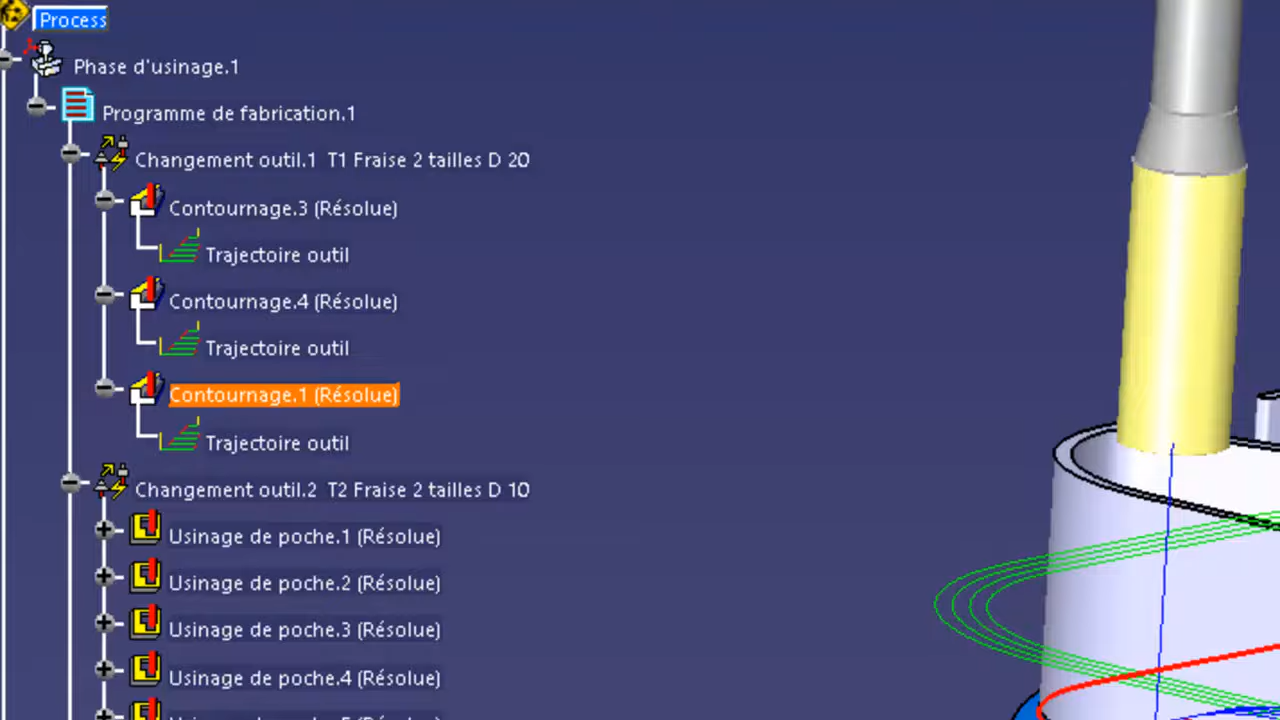 Process
Phase d'usinage.1
Programme de fabrication.1
Changement outil.1  T1 Fraise 2 tailles D 20
Contournage.3 (Résolue)
Trajectoire outil
Contournage.4 (Résolue)
Trajectoire outil
Contournage.1 (Résolue)
Trajectoire outil
Changement outil.2  T2 Fraise 2 tailles D 10
Usinage de poche.1 (Résolue)
Usinage de poche.2 (Résolue)
Usinage de poche.3 (Résolue)
Usinage de poche.4 (Résolue)